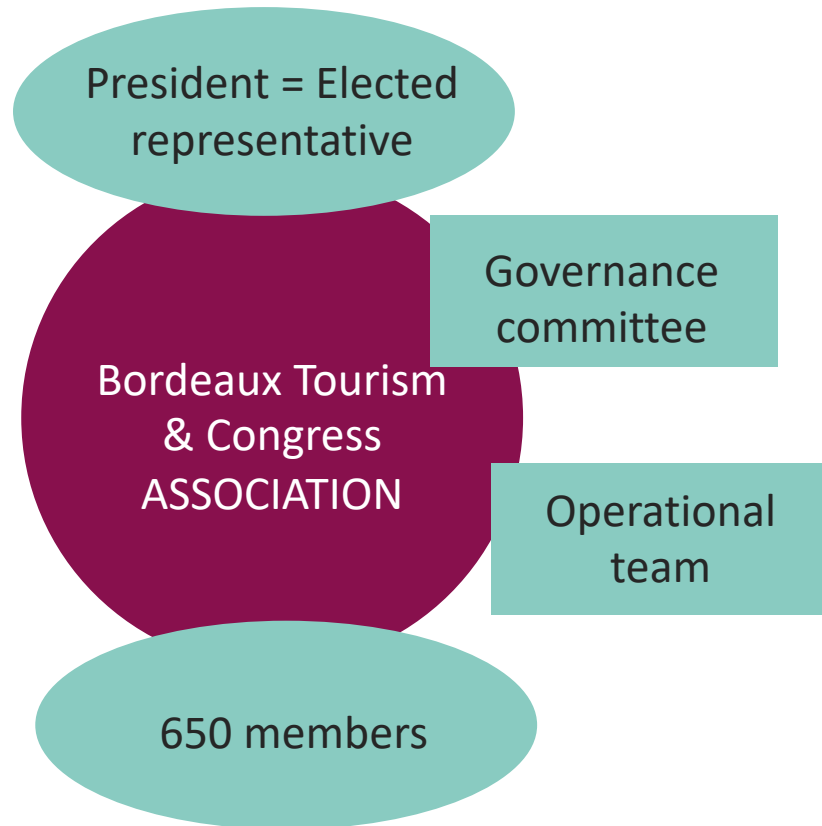 President = Elected
representative
Governance
committee
Bordeaux Tourism
& Congress
ASSOCIATION
Operational
team
650 members